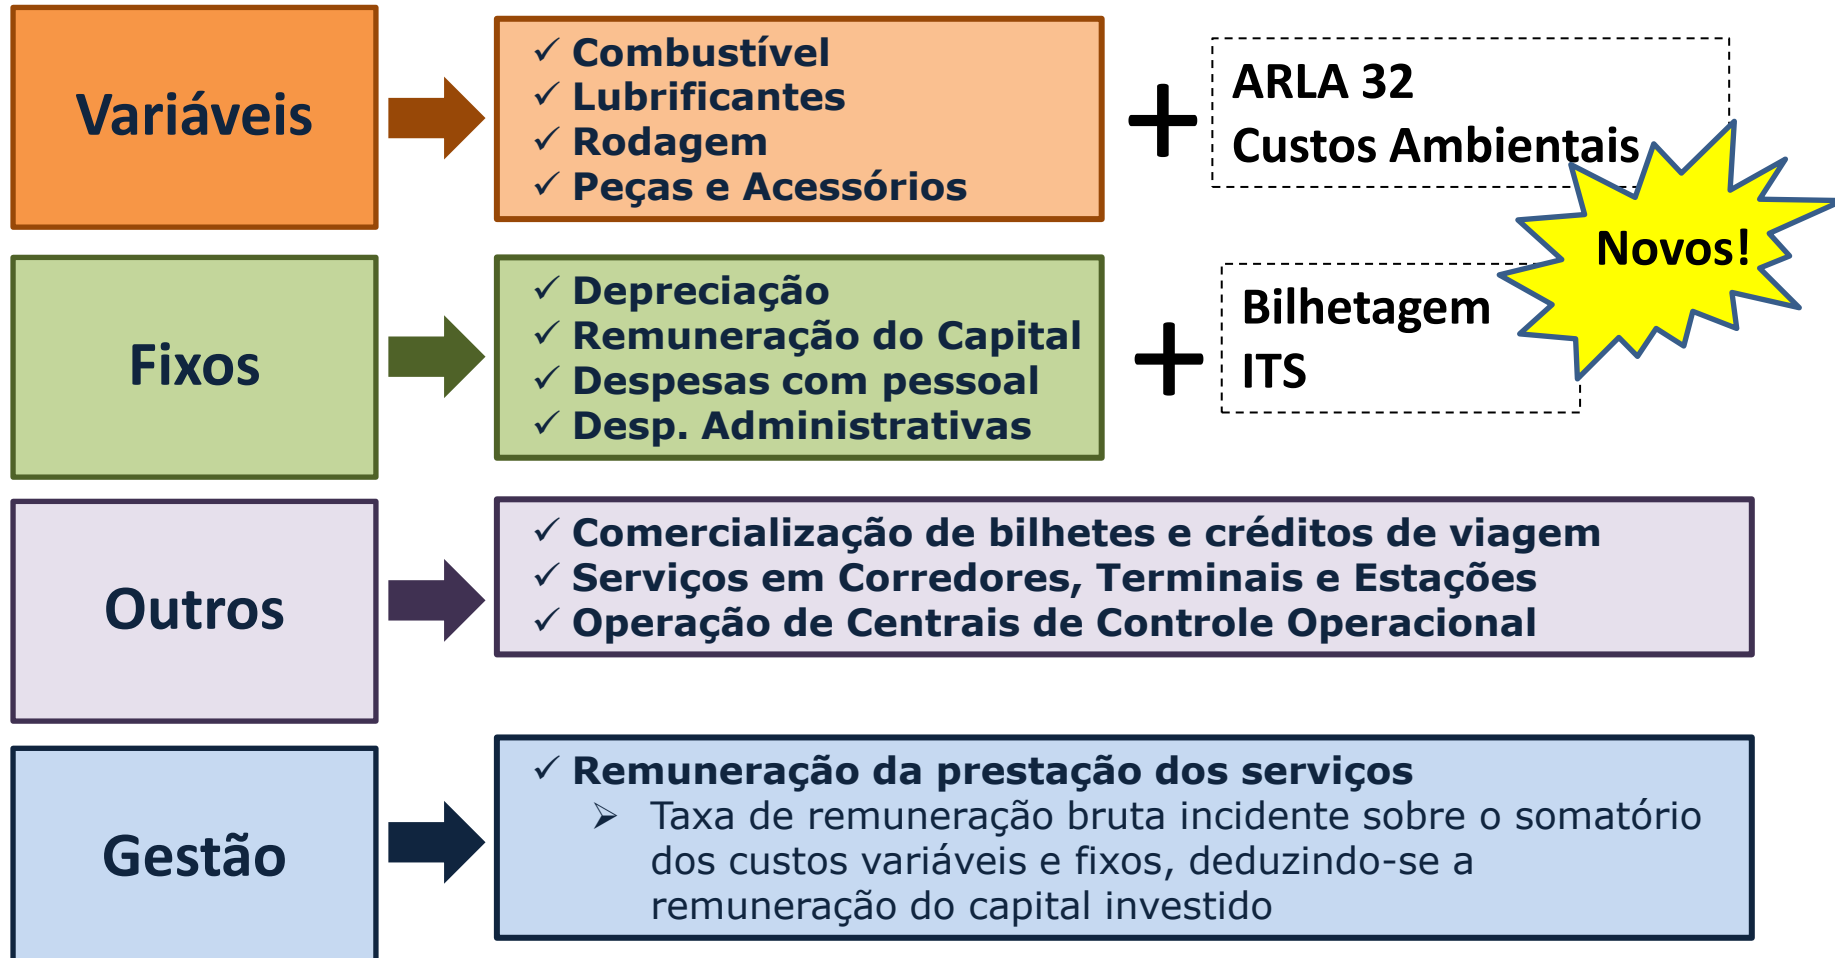 Variáveis
✓ Combustível
✓ Lubrificantes
✓ Rodagem
✓ Peças e Acessórios
+
ARLA 32
Custos Ambientais
Novos!
Fixos
✓ Depreciação
✓ Remuneração do Capital
✓ Despesas com pessoal
✓ Desp. Administrativas
+
Bilhetagem
ITS
Outros
✓ Comercialização de bilhetes e créditos de viagem
✓ Serviços em Corredores, Terminais e Estações
✓ Operação de Centrais de Controle Operacional
Gestão
✓ Remuneração da prestação dos serviços
➢ Taxa de remuneração bruta incidente sobre o somatório
dos custos variáveis e fixos, deduzindo-se a
remuneração do capital investido